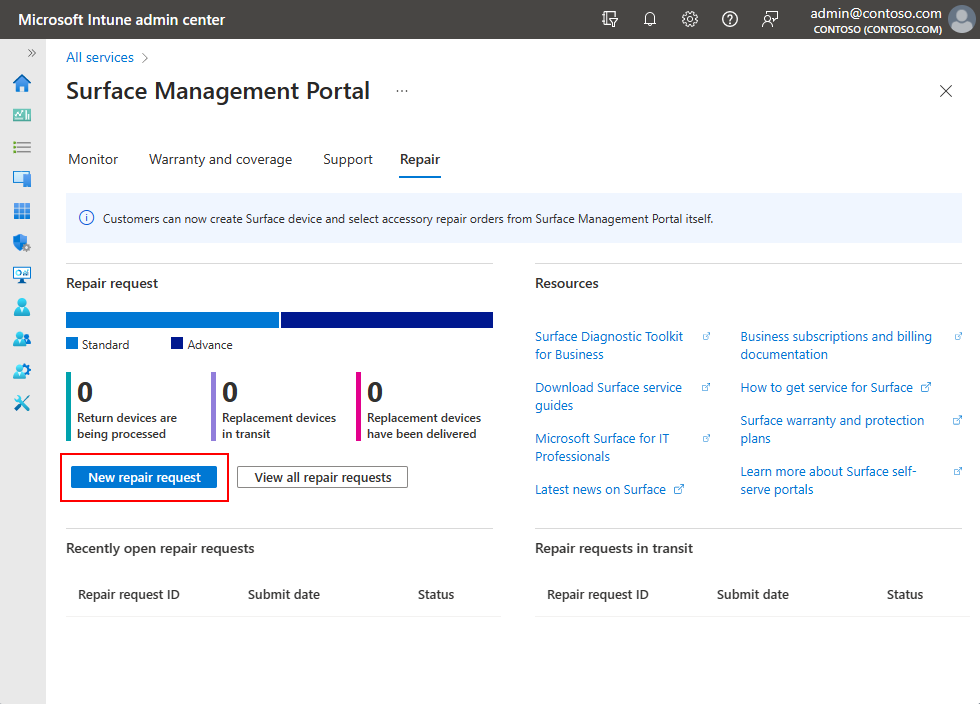 Microsoft Intune admin center
admin@contoso.com
CONTOSO (CONTOSO.COM)
All services
Surface Management Portal
Monitor
Warranty and coverage
Support
Repair
Customers can now create Surface device and select accessory repair orders from Surface Management Portal itself.
Repair request
Standard
Advance
0
Return devices are
being processed
0
Replacement devices
in transit
0
Replacement devices
have been delivered
New repair request
View all repair requests
Resources
Surface Diagnostic Toolkit
for Business
Download Surface service
guides
Microsoft Surface for IT
Professionals
Latest news on Surface
Business subscriptions and billing
documentation
How to get service for Surface
Surface warranty and protection
plans
Learn more about Surface self-
serve portals
Recently open repair requests
Repair request ID
Submit date
Status
Repair requests in transit
Repair request ID
Submit date
Status